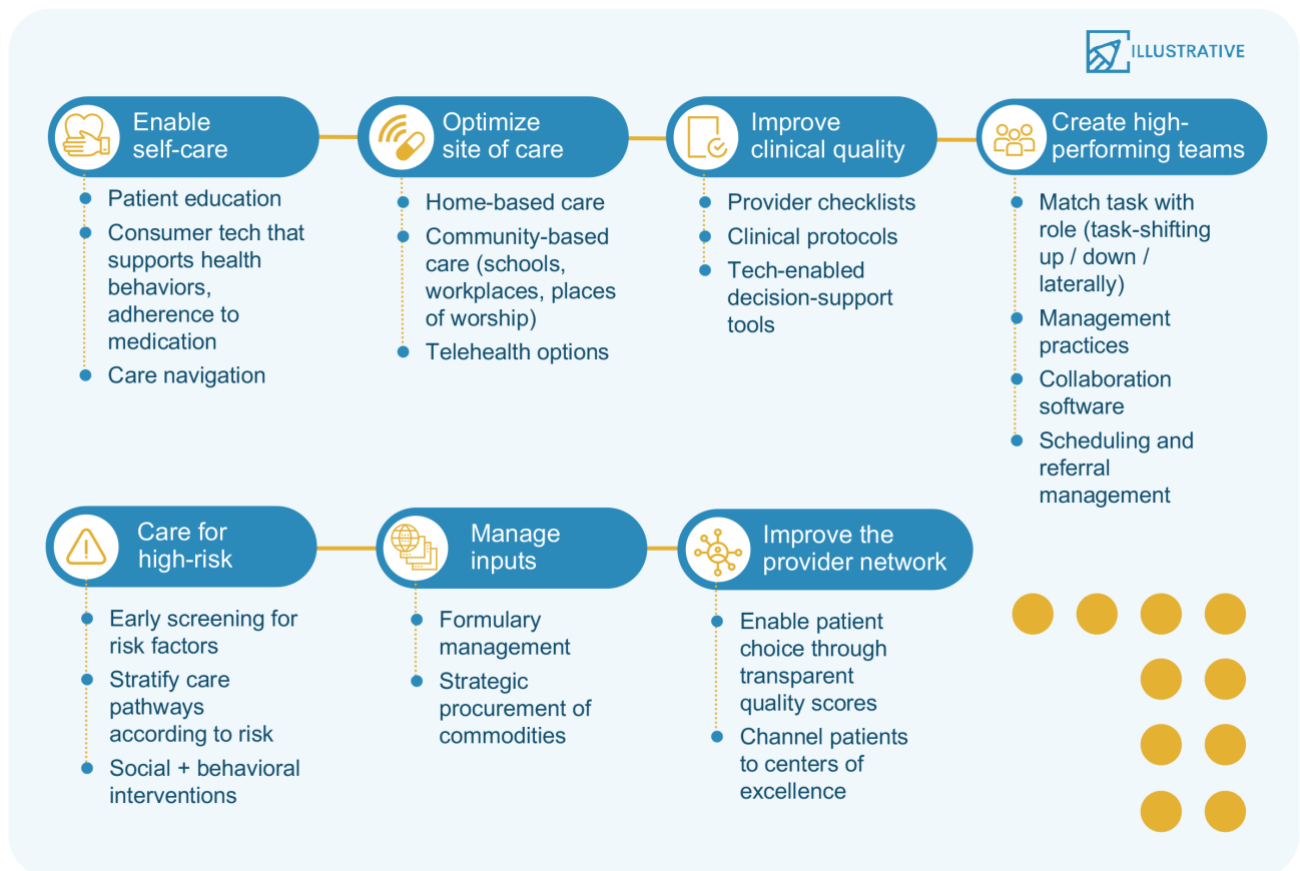 ILLUSTRATIVE
Enable
self-care
Patient education
Consumer tech that
supports health
behaviors,
adherence to
medication
Care navigation
Optimize
site of care
Home-based care
Community-based
care (schools,
workplaces, places
of worship)
Telehealth options
Improve
clinical quality
Provider checklists
Clinical protocols
Tech-enabled
decision-support
tools
Create high-
performing teams
Match task with
role (task-shifting
up / down /
laterally)
Management
practices
Collaboration
software
Scheduling and
referral
management
Care for
high-risk
Early screening for
risk factors
Stratify care
pathways
according to risk
Social + behavioral
interventions
Manage
inputs
Formulary
management
Strategic
procurement of
commodities
Improve the
provider network
Enable patient
choice through
transparent
quality scores
Channel patients
to centers of
excellence